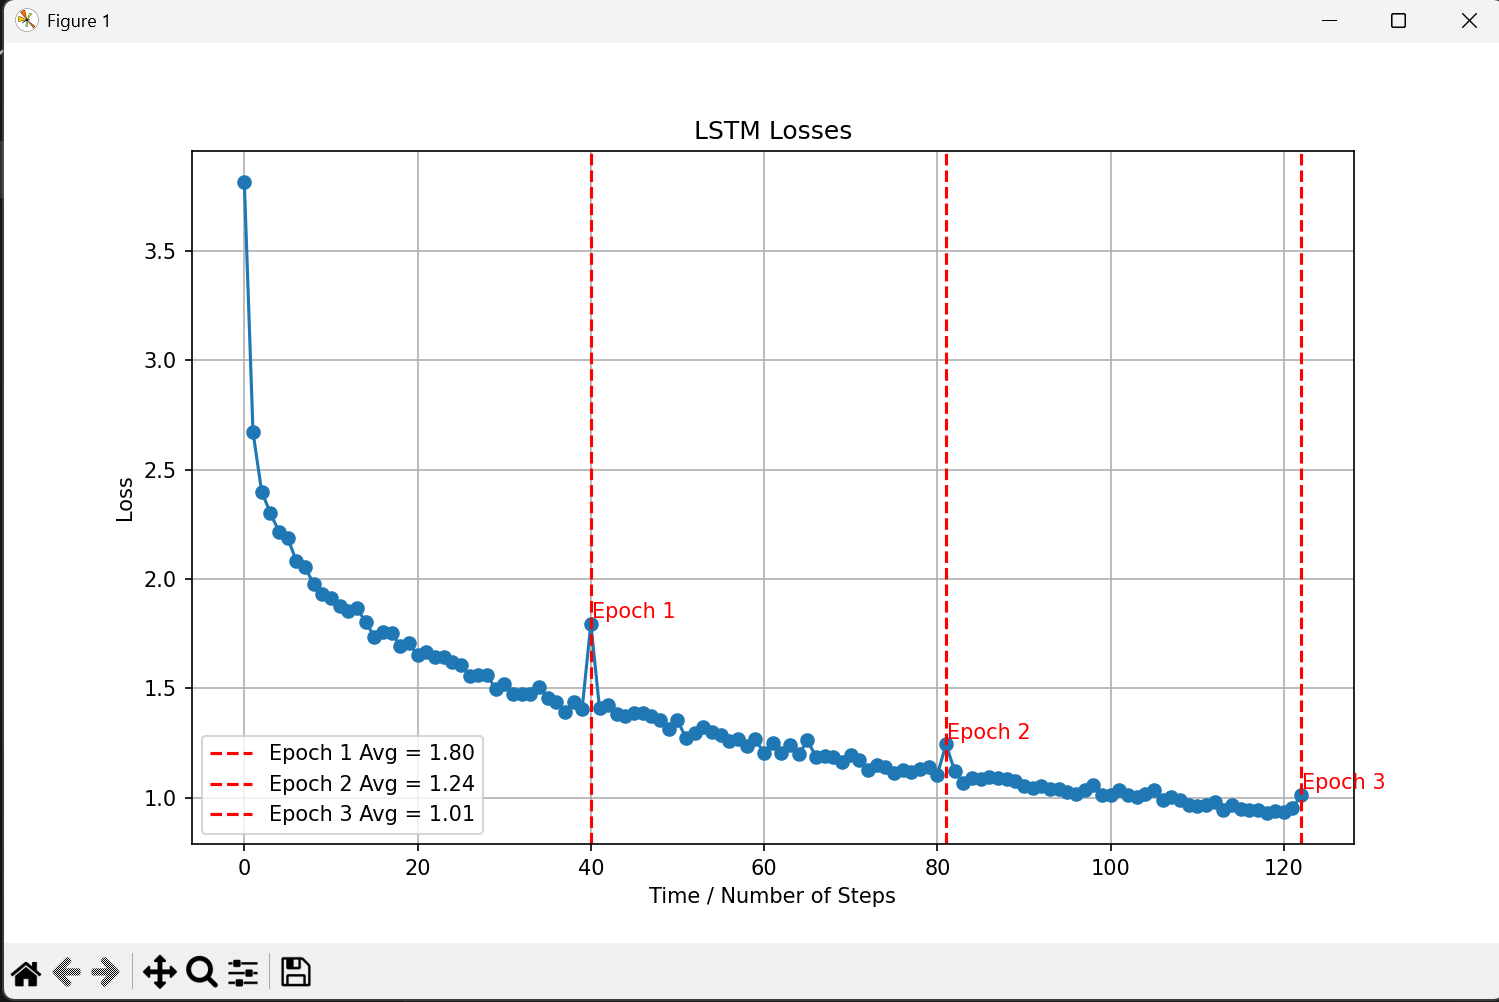 Figure 1
LSTM Losses
3.5
3.0
2.5
2.0
1.5
1.0
Loss
Epoch 1
Epoch 2
Epoch 3
Epoch 1 Avg = 1.80
Epoch 2 Avg = 1.24
Epoch 3 Avg = 1.01
0 20 40 60 80 100 120
Time / Number of Steps